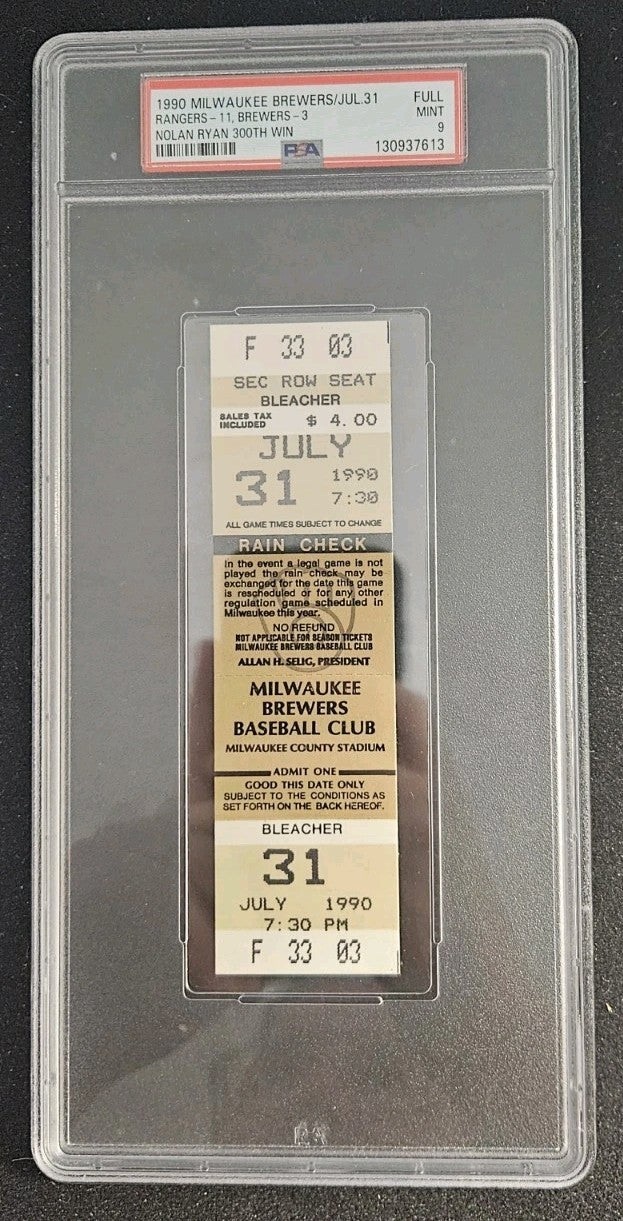 1990 MILWAUKEE BREWERS/JUL.31 FULL
RANGERS - 11, BREWERS - 3 MINT
NOLAN RYAN 300TH WIN 9
PSA 130937613
F 33 03
SEC ROW SEAT
BLEACHER
SALES TAX
INCLUDED $ 4.00
JULY
31 1990
7:30
ALL GAME TIMES SUBJECT TO CHANGE
RAIN CHECK
In the event a legal game is not
played the rain check may be
exchanged for the date this game
is rescheduled or for any other
regulation game scheduled in
Milwaukee this year.
NO REFUND
NOT APPLICABLE FOR SEASON TICKETS
MILWAUKEE BREWERS BASEBALL CLUB
ALLAN H. SELIG, PRESIDENT
MILWAUKEE
BREWERS
BASEBALL CLUB
MILWAUKEE COUNTY STADIUM
ADMIT ONE
GOOD THIS DATE ONLY
SUBJECT TO THE CONDITIONS AS
SET FORTH ON THE BACK HEREOF.
BLEACHER
31
JULY 1990
7:30 PM
F 33 03